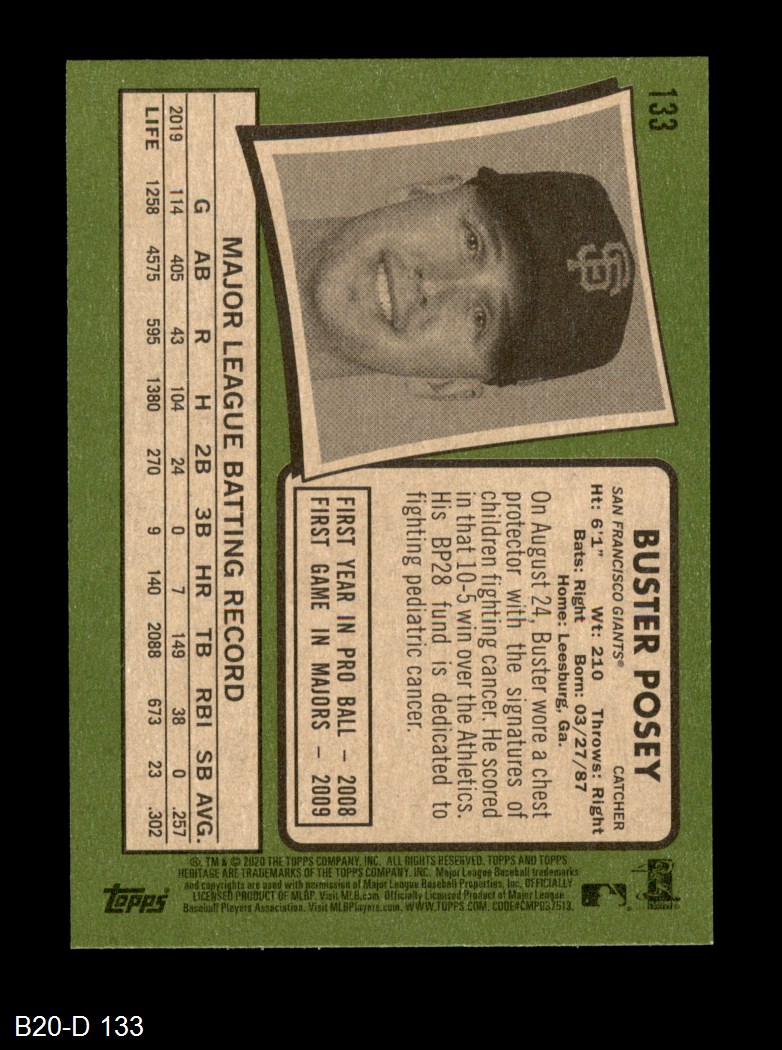 133
BUSTER POSEY
SAN FRANCISCO GIANTS® CATCHER
Ht: 6'1" Wt: 210 Throws: Right
Bats: Right Born: 03/27/87
Home: Leesburg, Ga.
On August 24, Buster wore a chest
protector with the signatures of
children fighting cancer. He scored
in that 10-5 win over the Athletics.
His BP28 fund is dedicated to
fighting pediatric cancer.
FIRST YEAR IN PRO BALL – 2008
FIRST GAME IN MAJORS – 2009
MAJOR LEAGUE BATTING RECORD
G AB R H 2B 3B HR TB RBI SB AVG.
2019 114 405 43 104 24 0 7 149 38 0 .257
LIFE 1258 4575 595 1380 270 9 140 2088 673 23 .302
®, TM & © 2020 THE TOPPS COMPANY, INC. ALL RIGHTS RESERVED. TOPPS AND TOPPS
HERITAGE ARE TRADEMARKS OF THE TOPPS COMPANY, INC. Major League Baseball trademarks
and copyrights are used with permission of Major League Baseball Properties, Inc. OFFICIALLY
LICENSED PRODUCT OF MLBP. Visit MLB.com Officially Licensed Product of Major League
Baseball Players Association. Visit MLBPlayers.com. WWW.TOPPS.COM. CODE#CMP037513.
Topps
B20-D 133